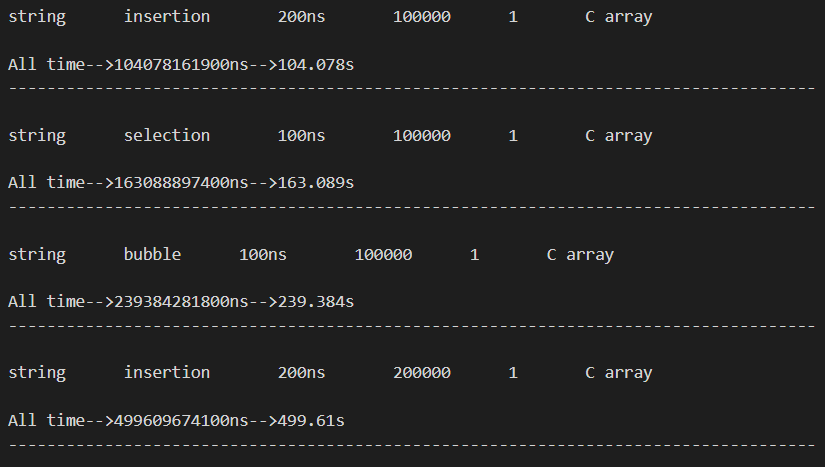 string      insertion       200ns       100000      1       C array
All time-->104078161900ns-->104.078s
------------------------------------------------------------------------------------
string      selection       100ns       100000      1       C array
All time-->163088897400ns-->163.089s
------------------------------------------------------------------------------------
string      bubble      100ns       100000      1       C array
All time-->239384281800ns-->239.384s
------------------------------------------------------------------------------------
string      insertion       200ns       200000      1       C array
All time-->499609674100ns-->499.61s
------------------------------------------------------------------------------------